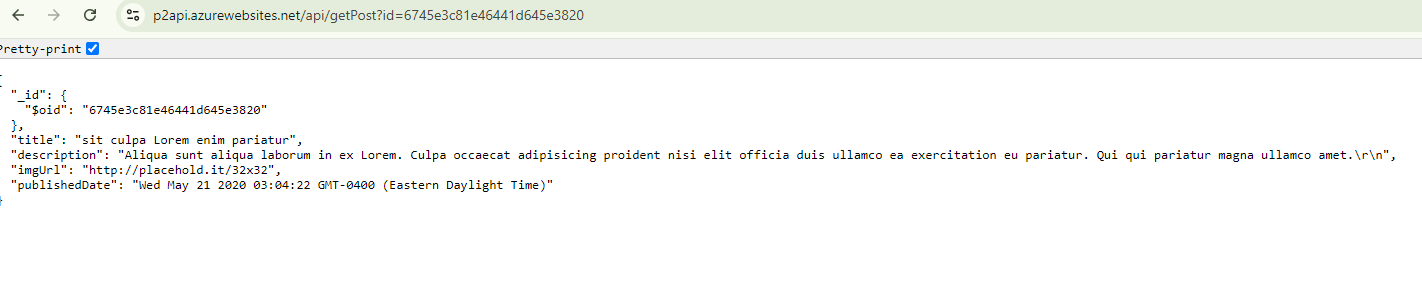 p2api.azurewebsites.net/api/getPost?id=6745e3c81e46441d645e3820
Pretty-print
{
"_id": {
"$oid": "6745e3c81e46441d645e3820"
},
"title": "sit culpa Lorem enim pariatur",
"description": "Aliqua sunt aliqua laborum in ex Lorem. Culpa occaecat adipisicing proident nisi elit officia duis ullamco ea exercitation eu pariatur. Qui qui pariatur magna ullamco amet.\r\n",
"imgUrl": "http://placehold.it/32x32",
"publishedDate": "Wed May 21 2020 03:04:22 GMT-0400 (Eastern Daylight Time)"
}